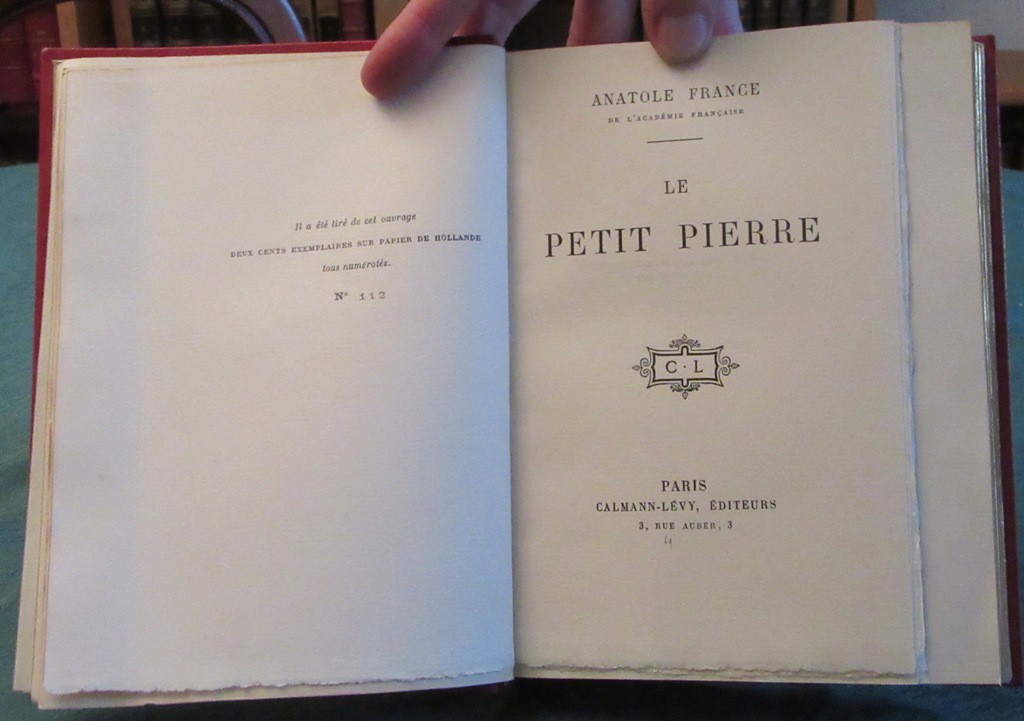 Il a été tiré de cet ouvrage
DEUX CENTS EXEMPLAIRES SUR PAPIER DE HOLLANDE
tous numérotés.
N° 112
ANATOLE FRANCE
DE L'ACADÉMIE FRANÇAISE
LE
PETIT PIERRE
C · L
PARIS
CALMANN-LÉVY, ÉDITEURS
3, RUE AUBER, 3